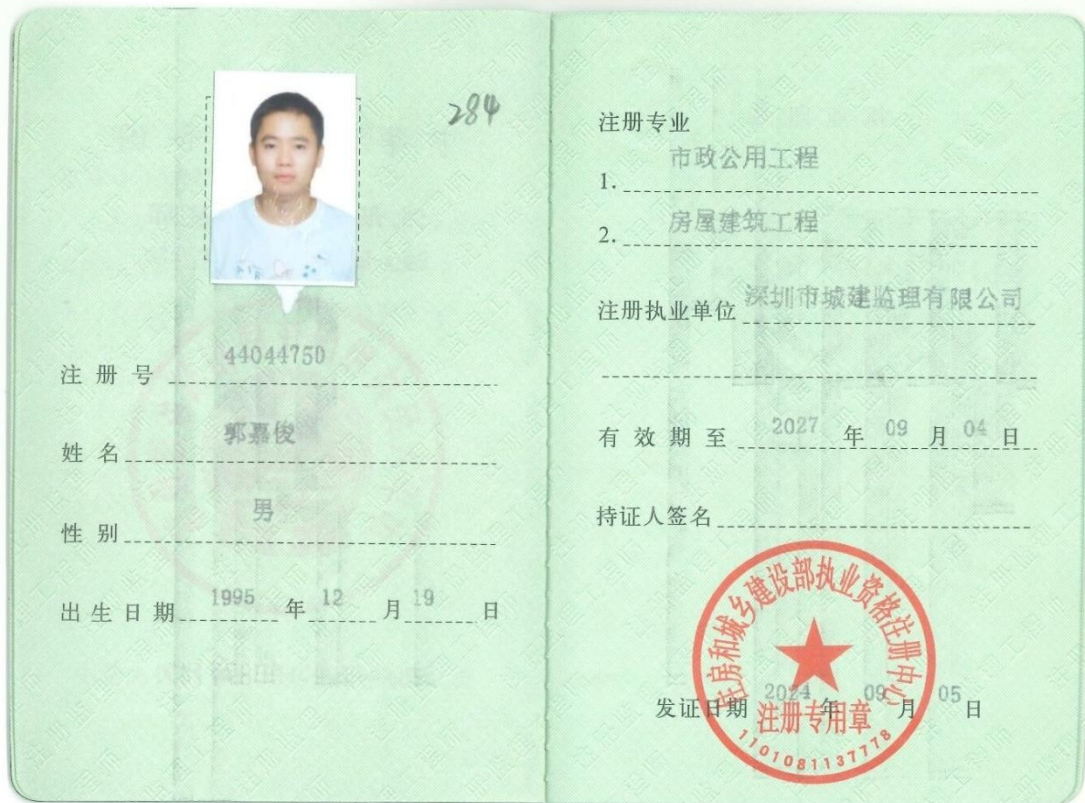 284
注册号 44044750
姓名 郭嘉俊
性别 男
出生日期 1995 年 12 月 19 日
注册专业
1. 市政公用工程
2. 房屋建筑工程
注册执业单位 深圳市城建监理有限公司
有效期至 2027 年 09 月 04 日
持证人签名
住房和城乡建设部执业资格注册中心
发证日期 2024 年 09 月 05 日
注册专用章
1101081137778